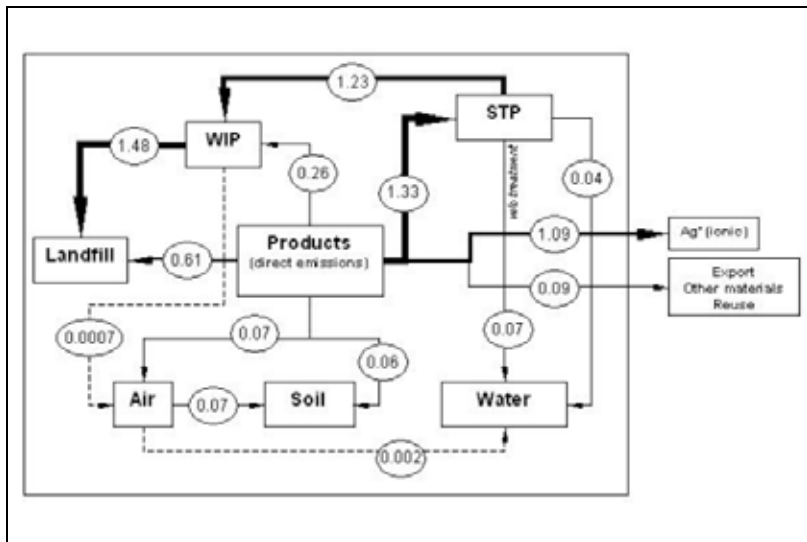 1.23
STP
WIP
1.48
0.26
1.33
w/o treatment
0.04
Products
(direct emissions)
1.09
Ag⁺ (ionic)
Landfill
0.61
Export
Other materials
Reuse
0.09
0.0007
0.07
0.07
0.06
Air
0.07
Soil
Water
0.002